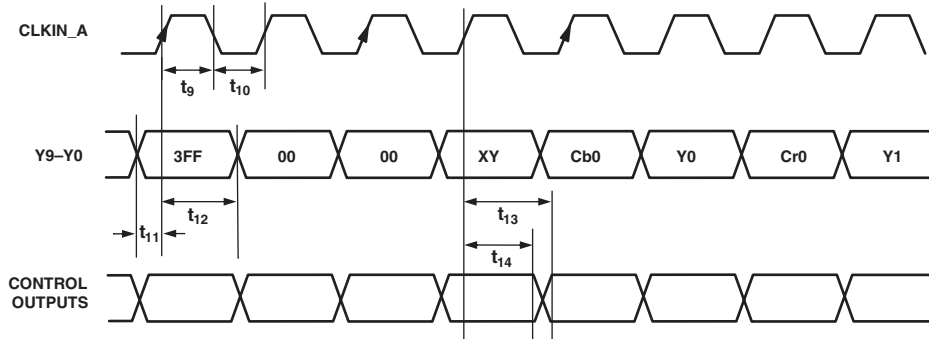 CLKIN_A
t9
t10
Y9–Y0
3FF
00
00
XY
Cb0
Y0
Cr0
Y1
t11
t12
t13
t14
CONTROL
OUTPUTS